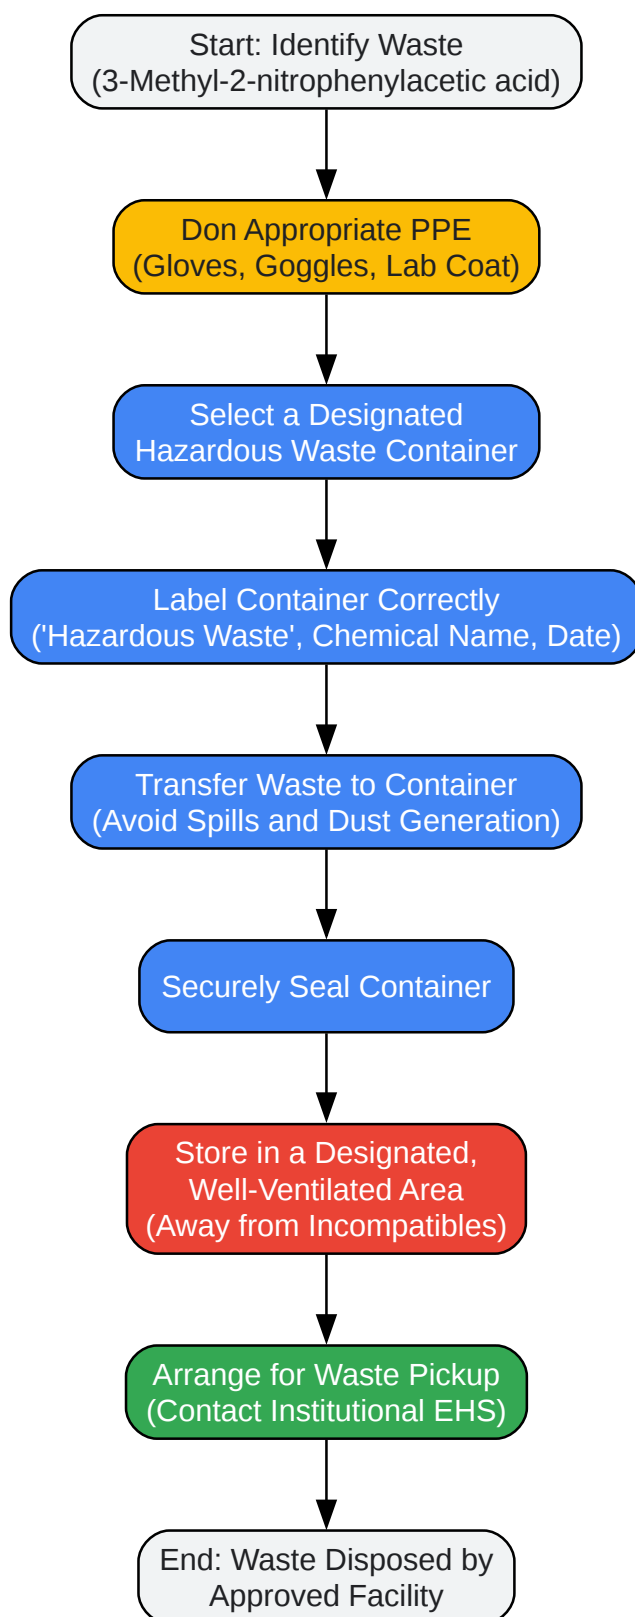 Start: Identify Waste
(3-Methyl-2-nitrophenylacetic acid)
Don Appropriate PPE
(Gloves, Goggles, Lab Coat)
Select a Designated
Hazardous Waste Container
Label Container Correctly
('Hazardous Waste', Chemical Name, Date)
Transfer Waste to Container
(Avoid Spills and Dust Generation)
Securely Seal Container
Store in a Designated,
Well-Ventilated Area
(Away from Incompatibles)
Arrange for Waste Pickup
(Contact Institutional EHS)
End: Waste Disposed by
Approved Facility